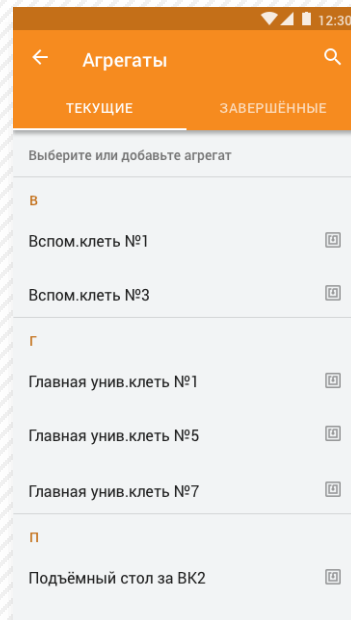 12:30
Агрегаты
ТЕКУЩИЕ ЗАВЕРШЁННЫЕ
Выберите или добавьте агрегат
В
Вспом.клеть №1
Вспом.клеть №3
Г
Главная унив.клеть №1
Главная унив.клеть №5
Главная унив.клеть №7
П
Подъёмный стол за ВК2